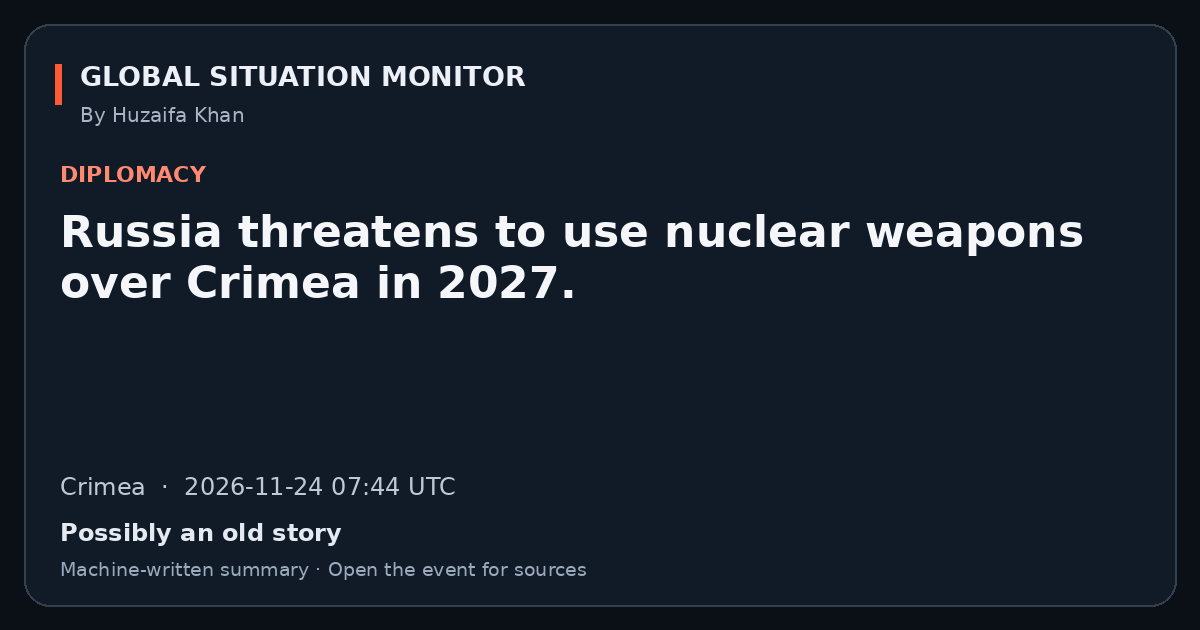 GLOBAL SITUATION MONITOR
By Huzaifa Khan
DIPLOMACY
Russia threatens to use nuclear weapons
over Crimea in 2027.
Crimea · 2026-11-24 07:44 UTC
Possibly an old story
Machine-written summary · Open the event for sources